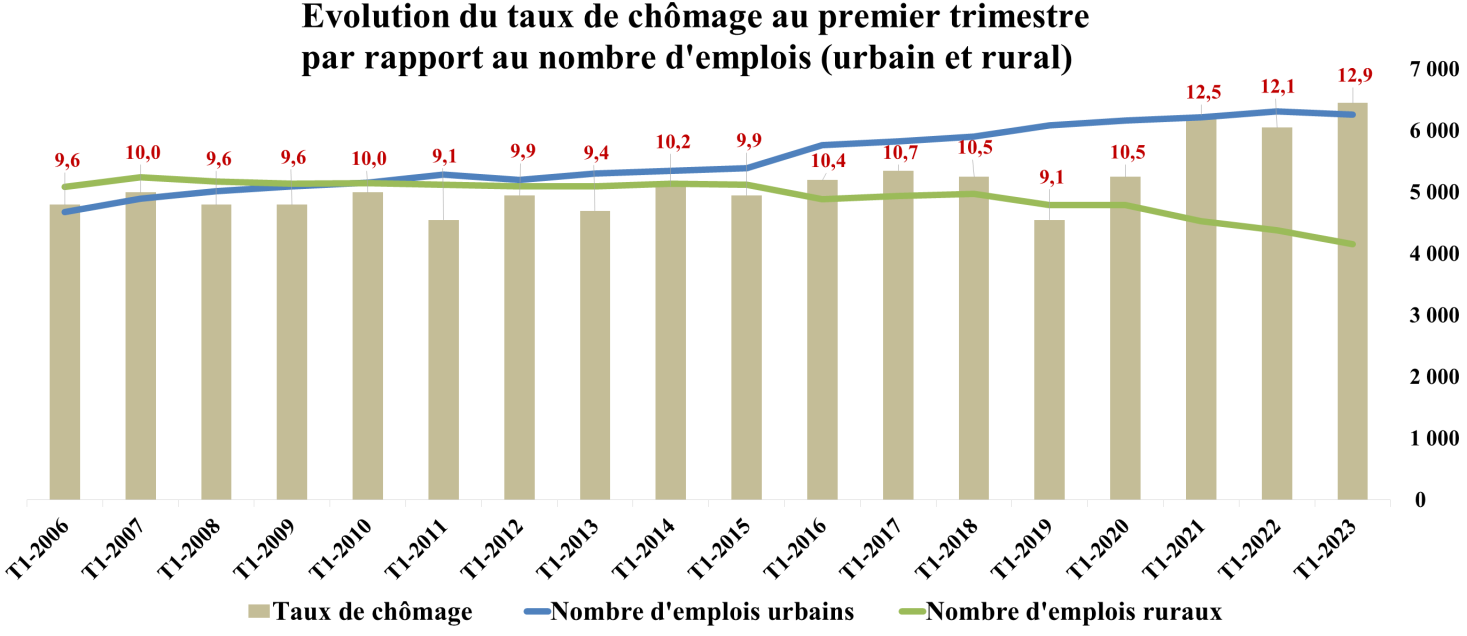 Evolution du taux de chômage au premier trimestre
par rapport au nombre d'emplois (urbain et rural)
7 000
6 000
5 000
4 000
3 000
2 000
1 000
0
9,6
10,0
9,6
9,6
10,0
9,1
9,9
9,4
10,2
9,9
10,4
10,7
10,5
9,1
10,5
12,5
12,1
12,9
T1-2006
T1-2007
T1-2008
T1-2009
T1-2010
T1-2011
T1-2012
T1-2013
T1-2014
T1-2015
T1-2016
T1-2017
T1-2018
T1-2019
T1-2020
T1-2021
T1-2022
T1-2023
Taux de chômage
Nombre d'emplois urbains
Nombre d'emplois ruraux